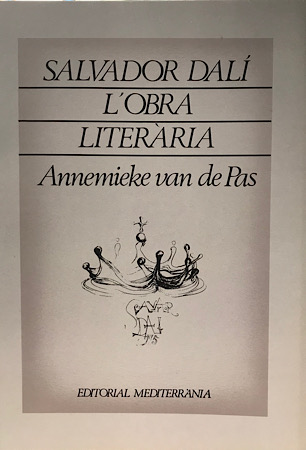 SALVADOR DALÍ
L'OBRA
LITERÀRIA
Annemieke van de Pas
EDITORIAL MEDITERRÀNIA